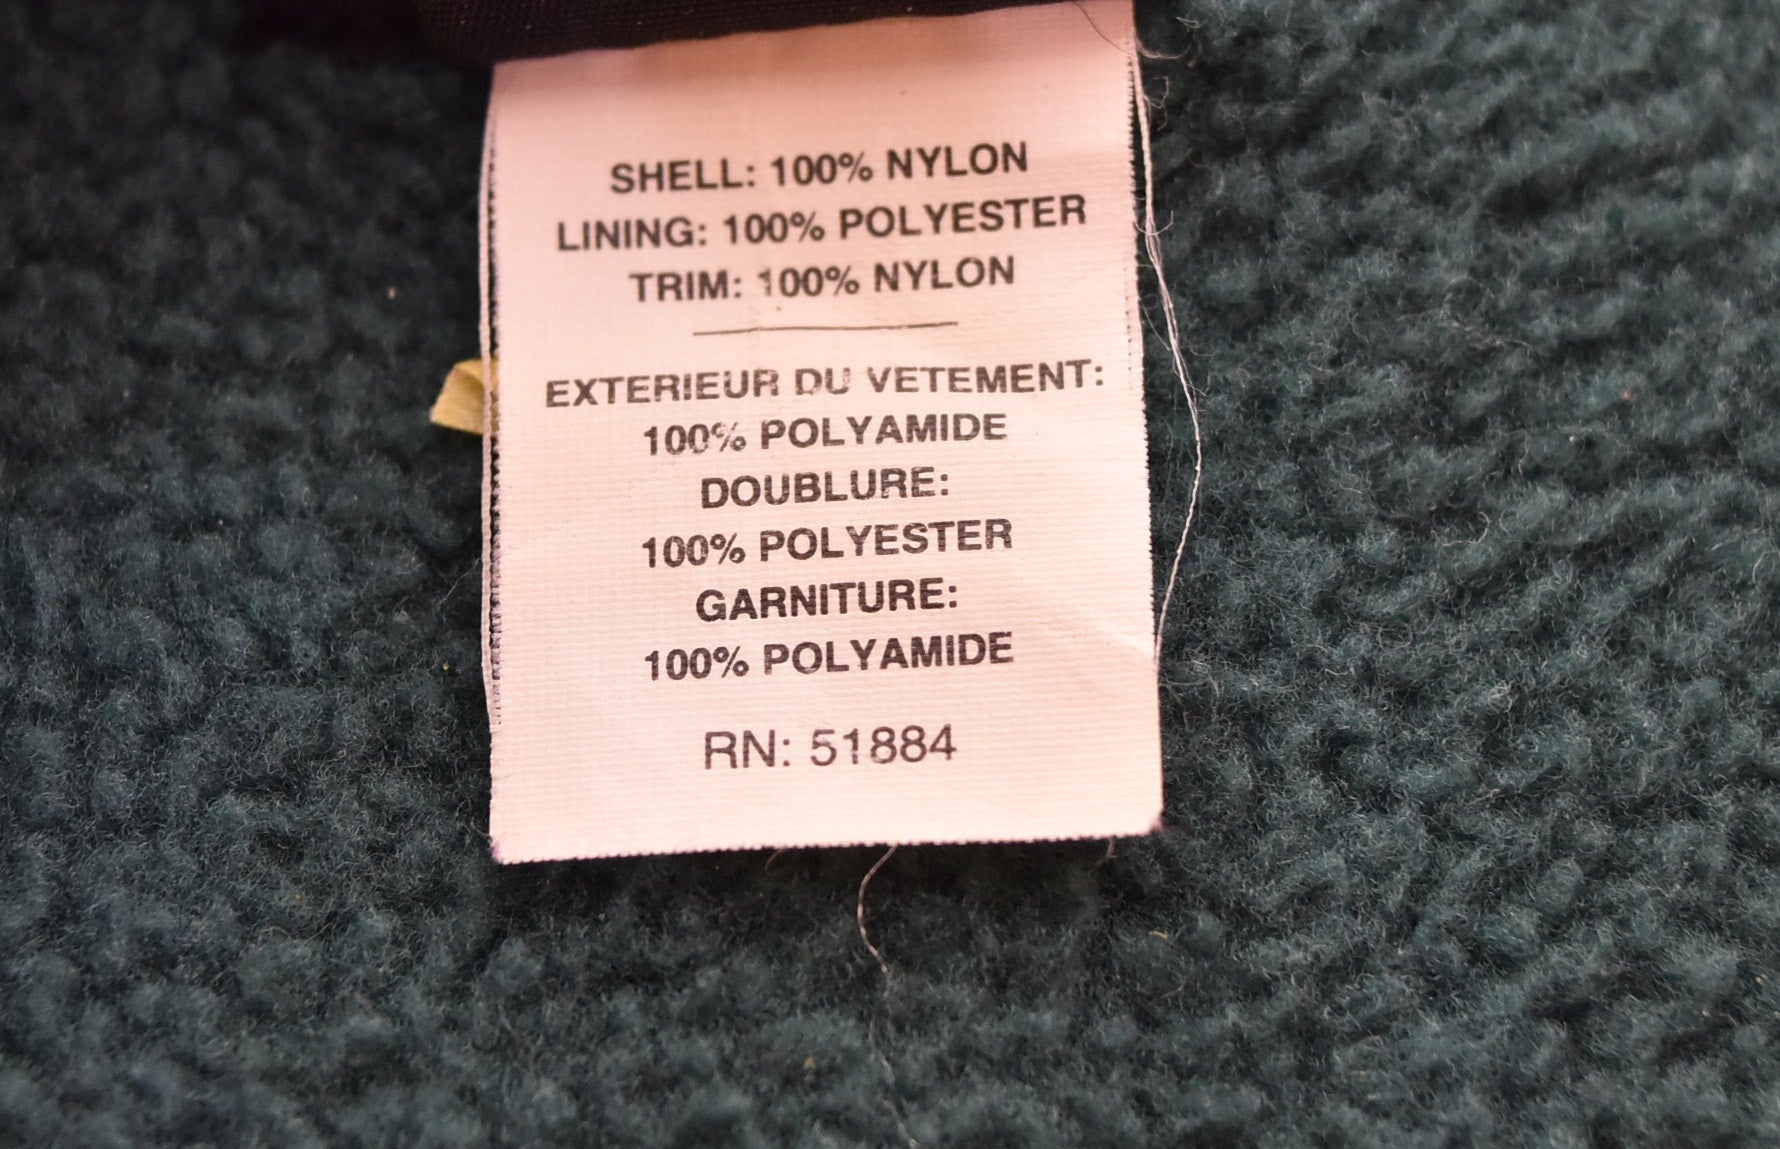 SHELL: 100% NYLON
LINING: 100% POLYESTER
TRIM: 100% NYLON
EXTERIEUR DU VETEMENT:
100% POLYAMIDE
DOUBLURE:
100% POLYESTER
GARNITURE:
100% POLYAMIDE
RN: 51884